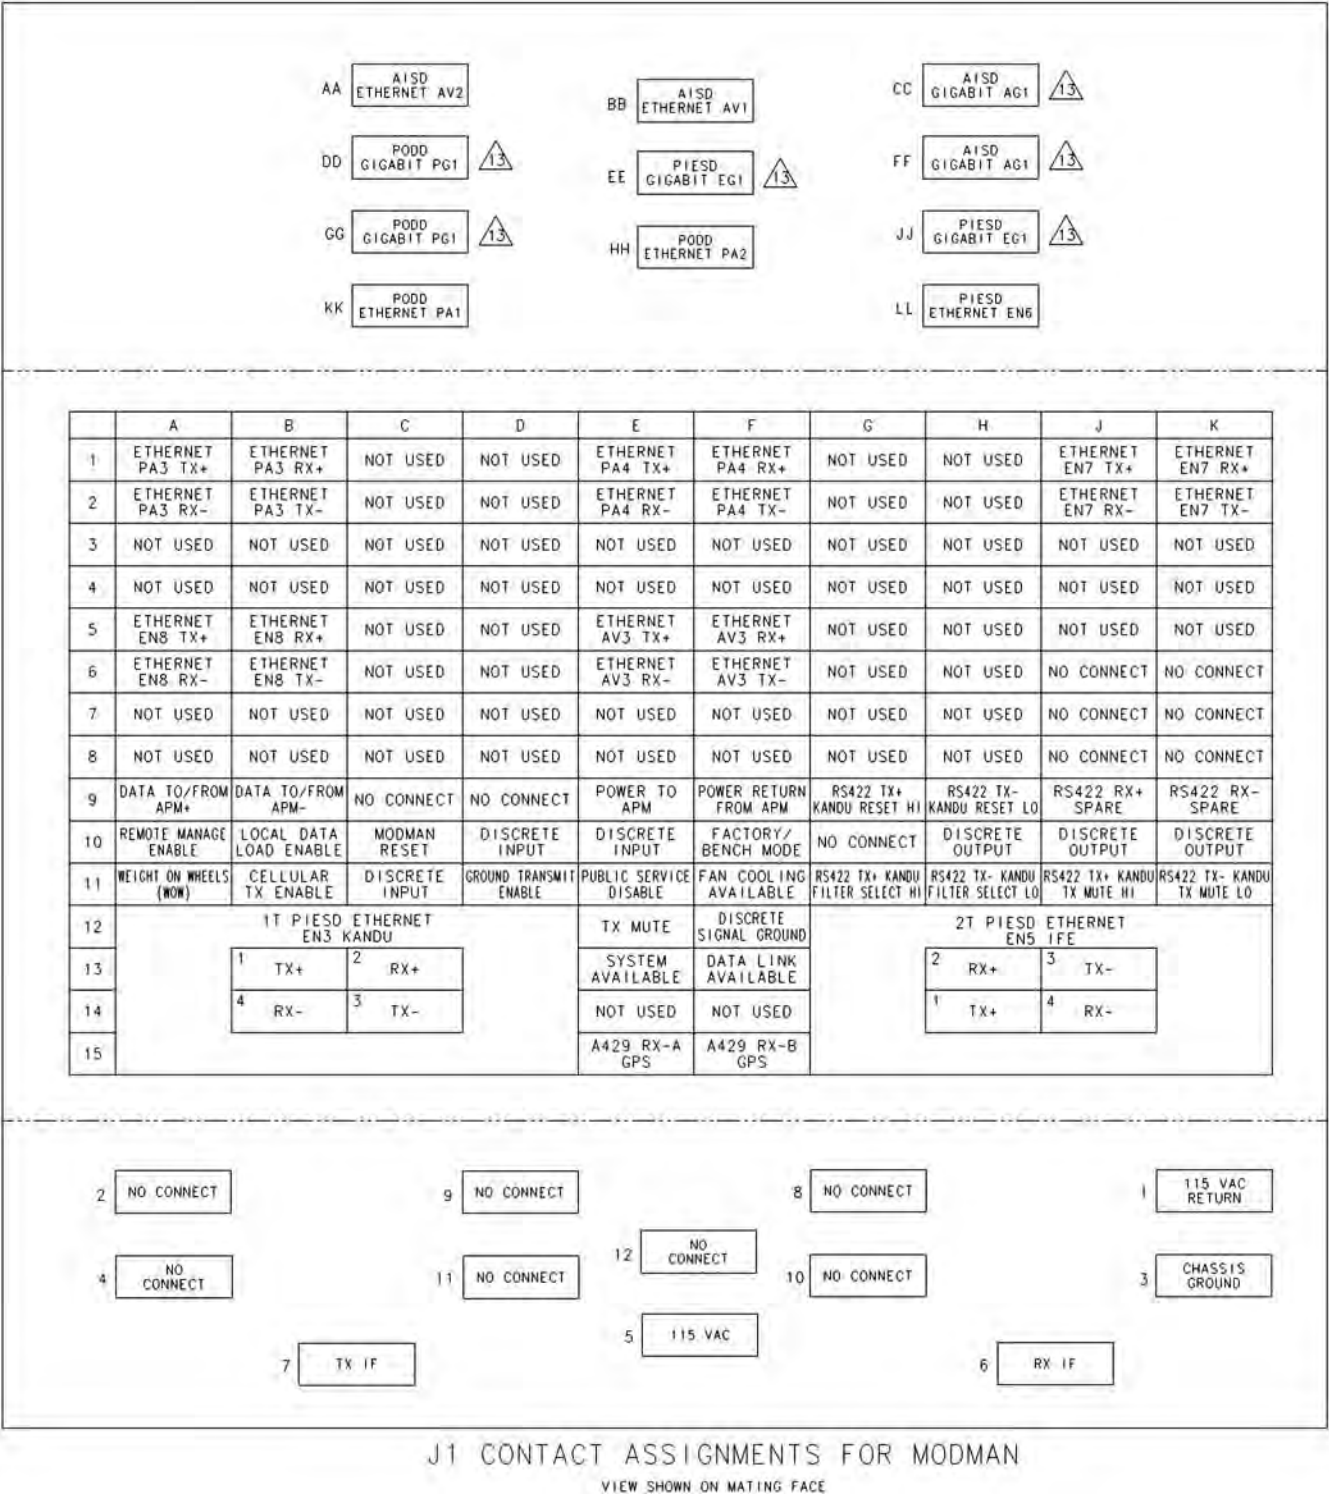 AA AISD
ETHERNET AV2
BB AISD
ETHERNET AV1
CC AISD
GIGABIT AG1 13
DD PODD
GIGABIT PG1 13
EE PIESD
GIGABIT EG1 13
FF AISD
GIGABIT AG1 13
GG PODD
GIGABIT PG1 13
HH PODD
ETHERNET PA2
JJ PIESD
GIGABIT EG1 13
KK PODD
ETHERNET PA1
LL PIESD
ETHERNET EN6
A B C D E F G H J K
1 ETHERNET PA3 TX+ ETHERNET PA3 RX+ NOT USED NOT USED ETHERNET PA4 TX+ ETHERNET PA4 RX+ NOT USED NOT USED ETHERNET EN7 TX+ ETHERNET EN7 RX+
2 ETHERNET PA3 RX- ETHERNET PA3 TX- NOT USED NOT USED ETHERNET PA4 RX- ETHERNET PA4 TX- NOT USED NOT USED ETHERNET EN7 RX- ETHERNET EN7 TX-
3 NOT USED NOT USED NOT USED NOT USED NOT USED NOT USED NOT USED NOT USED NOT USED NOT USED
4 NOT USED NOT USED NOT USED NOT USED NOT USED NOT USED NOT USED NOT USED NOT USED NOT USED
5 ETHERNET EN8 TX+ ETHERNET EN8 RX+ NOT USED NOT USED ETHERNET AV3 TX+ ETHERNET AV3 RX+ NOT USED NOT USED NOT USED NOT USED
6 ETHERNET EN8 RX- ETHERNET EN8 TX- NOT USED NOT USED ETHERNET AV3 RX- ETHERNET AV3 TX- NOT USED NOT USED NO CONNECT NO CONNECT
7 NOT USED NOT USED NOT USED NOT USED NOT USED NOT USED NOT USED NOT USED NO CONNECT NO CONNECT
8 NOT USED NOT USED NOT USED NOT USED NOT USED NOT USED NOT USED NOT USED NO CONNECT NO CONNECT
9 DATA TO/FROM APM+ DATA TO/FROM APM- NO CONNECT NO CONNECT POWER TO APM POWER RETURN FROM APM RS422 TX+ KANDU RESET HI RS422 TX- KANDU RESET LO RS422 RX+ SPARE RS422 RX- SPARE
10 REMOTE MANAGE ENABLE LOCAL DATA LOAD ENABLE MODMAN RESET DISCRETE INPUT DISCRETE INPUT FACTORY/ BENCH MODE NO CONNECT DISCRETE OUTPUT DISCRETE OUTPUT DISCRETE OUTPUT
11 WEIGHT ON WHEELS (WOW) CELLULAR TX ENABLE DISCRETE INPUT GROUND TRANSMIT ENABLE PUBLIC SERVICE DISABLE FAN COOLING AVAILABLE RS422 TX+ KANDU FILTER SELECT HI RS422 TX- KANDU FILTER SELECT LO RS422 TX+ KANDU TX MUTE HI RS422 TX- KANDU TX MUTE LO
12 1T PIESD ETHERNET EN3 KANDU TX MUTE DISCRETE SIGNAL GROUND 2T PIESD ETHERNET EN5 IFE
13 1 TX+ 2 RX+ SYSTEM AVAILABLE DATA LINK AVAILABLE 2 RX+ 3 TX-
14 4 RX- 3 TX- NOT USED NOT USED 1 TX+ 4 RX-
15 A429 RX-A GPS A429 RX-B GPS
2 NO CONNECT
9 NO CONNECT
8 NO CONNECT
1 115 VAC
RETURN
12 NO
CONNECT
4 NO
CONNECT
11 NO CONNECT
10 NO CONNECT
3 CHASSIS
GROUND
5 115 VAC
7 TX IF
6 RX IF
J1 CONTACT ASSIGNMENTS FOR MODMAN
VIEW SHOWN ON MATING FACE